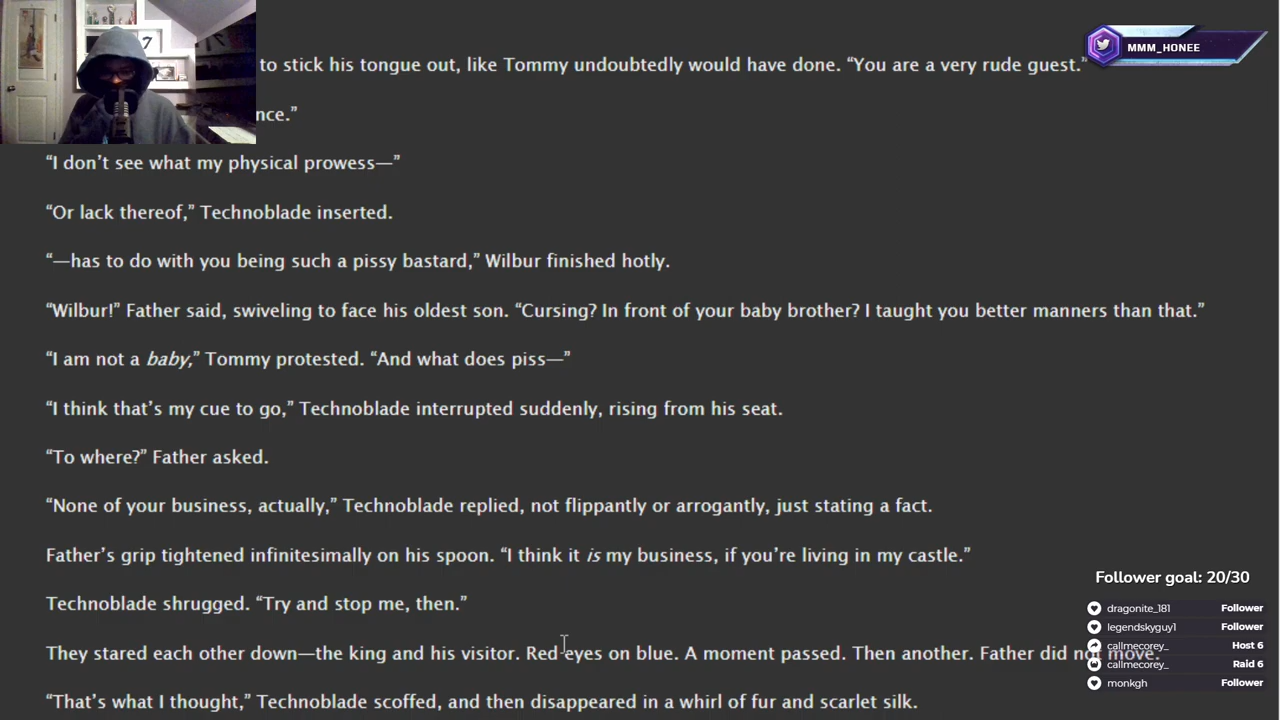 to stick his tongue out, like Tommy undoubtedly would have done. “You are a very rude guest.”
MMM_HONEE
nce.”
“I don’t see what my physical prowess—”
“Or lack thereof,” Technoblade inserted.
“—has to do with you being such a pissy bastard,” Wilbur finished hotly.
“Wilbur!” Father said, swiveling to face his oldest son. “Cursing? In front of your baby brother? I taught you better manners than that.”
“I am not a baby,” Tommy protested. “And what does piss—”
“I think that’s my cue to go,” Technoblade interrupted suddenly, rising from his seat.
“To where?” Father asked.
“None of your business, actually,” Technoblade replied, not flippantly or arrogantly, just stating a fact.
Father’s grip tightened infinitesimally on his spoon. “I think it is my business, if you’re living in my castle.”
Technoblade shrugged. “Try and stop me, then.”
They stared each other down—the king and his visitor. Red eyes on blue. A moment passed. Then another. Father did not move.
“That’s what I thought,” Technoblade scoffed, and then disappeared in a whirl of fur and scarlet silk.
Follower goal: 20/30
dragonite_181 Follower
legendskyguy1 Follower
callmecorey_ Host 6
callmecorey_ Raid 6
monkgh Follower